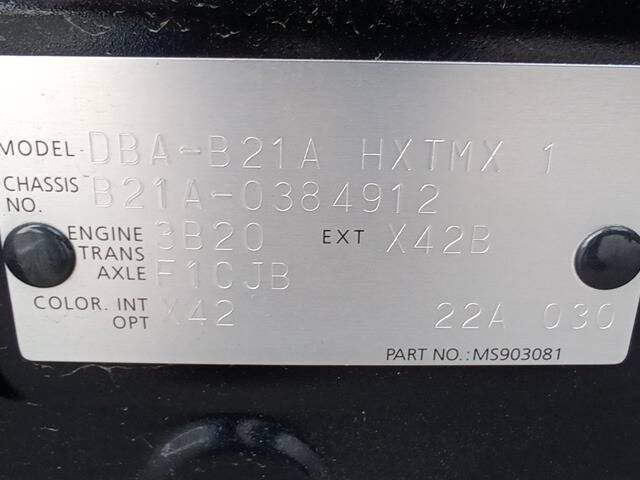 MODEL DBA-B21A HXTMX 1
CHASSIS NO. B21A-0384912
ENGINE 3B20 EXT X42B
TRANS AXLE F1CJB
COLOR. INT X42 22A 030
OPT
PART NO.: MS903081